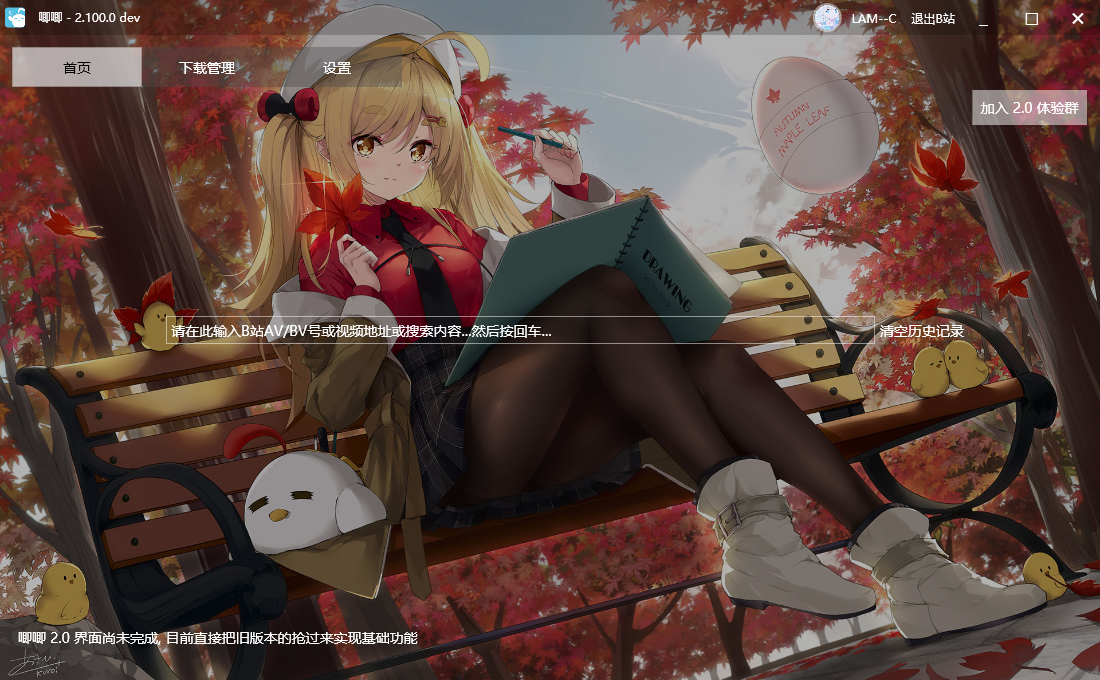 唧唧 - 2.100.0 dev
LAM--C 退出B站
首页 下载管理 设置
加入 2.0 体验群
AUTUMN
MAPLE LEAF
DRAWING
请在此输入B站AV/BV号或视频地址或搜索内容...然后按回车... 清空历史记录
唧唧 2.0 界面尚未完成, 目前直接把旧版本的抢过来实现基础功能
kuroi